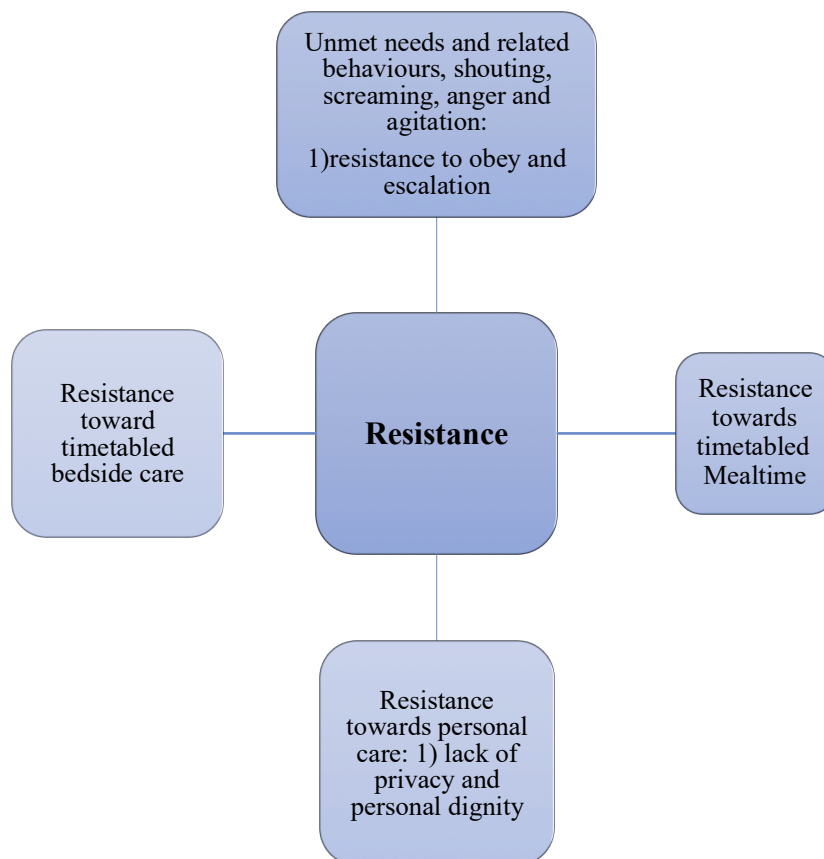 Unmet needs and related
behaviours, shouting,
screaming, anger and
agitation:
1)resistance to obey and
escalation
Resistance
toward
timetabled
bedside care
Resistance
Resistance
towards
timetabled
Mealtime
Resistance
towards personal
care: 1) lack of
privacy and
personal dignity